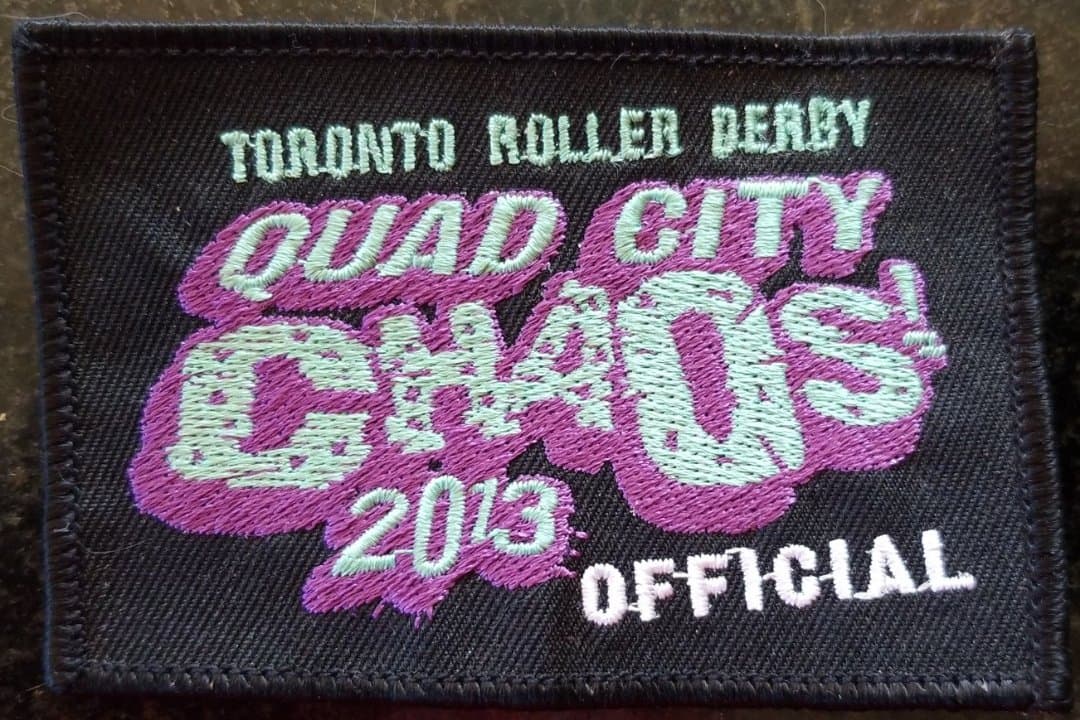 TORONTO ROLLER DERBY
QUAD CITY
CHAOS!
2013
OFFICIAL